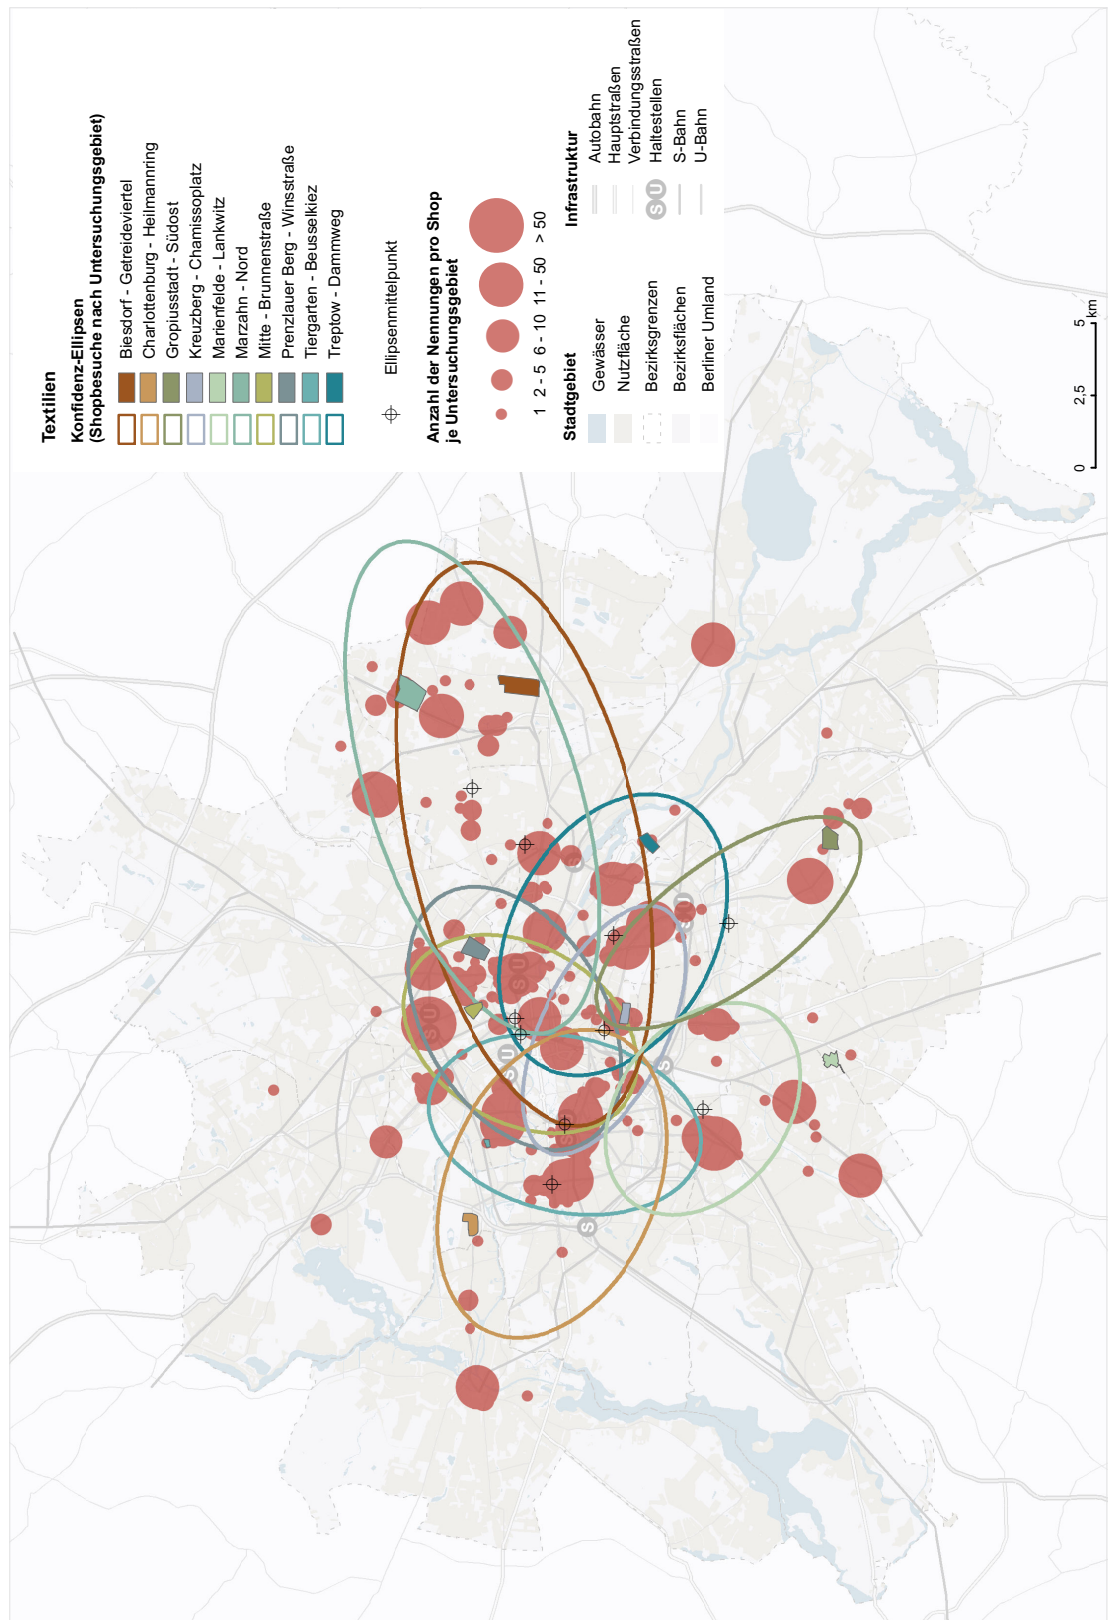 Textilien
Konfidenz-Ellipsen
(Shopbesuche nach Untersuchungsgebiet)
Biesdorf - Getreideviertel
Charlottenburg - Heilmannring
Gropiusstadt - Südost
Kreuzberg - Chamissoplatz
Marienfelde - Lankwitz
Marzahn - Nord
Mitte - Brunnenstraße
Prenzlauer Berg - Winsstraße
Tiergarten - Beusselkiez
Treptow - Dammweg
Ellipsenmittelpunkt
Anzahl der Nennungen pro Shop
je Untersuchungsgebiet
1 2 - 5 6 - 10 11 - 50 > 50
Stadtgebiet
Gewässer
Nutzfläche
Bezirksgrenzen
Bezirksflächen
Berliner Umland
Infrastruktur
Autobahn
Hauptstraßen
Verbindungsstraßen
S U Haltestellen
S-Bahn
U-Bahn
0 2,5 5 km
S U
S U
S U
S
S U
S
S
S